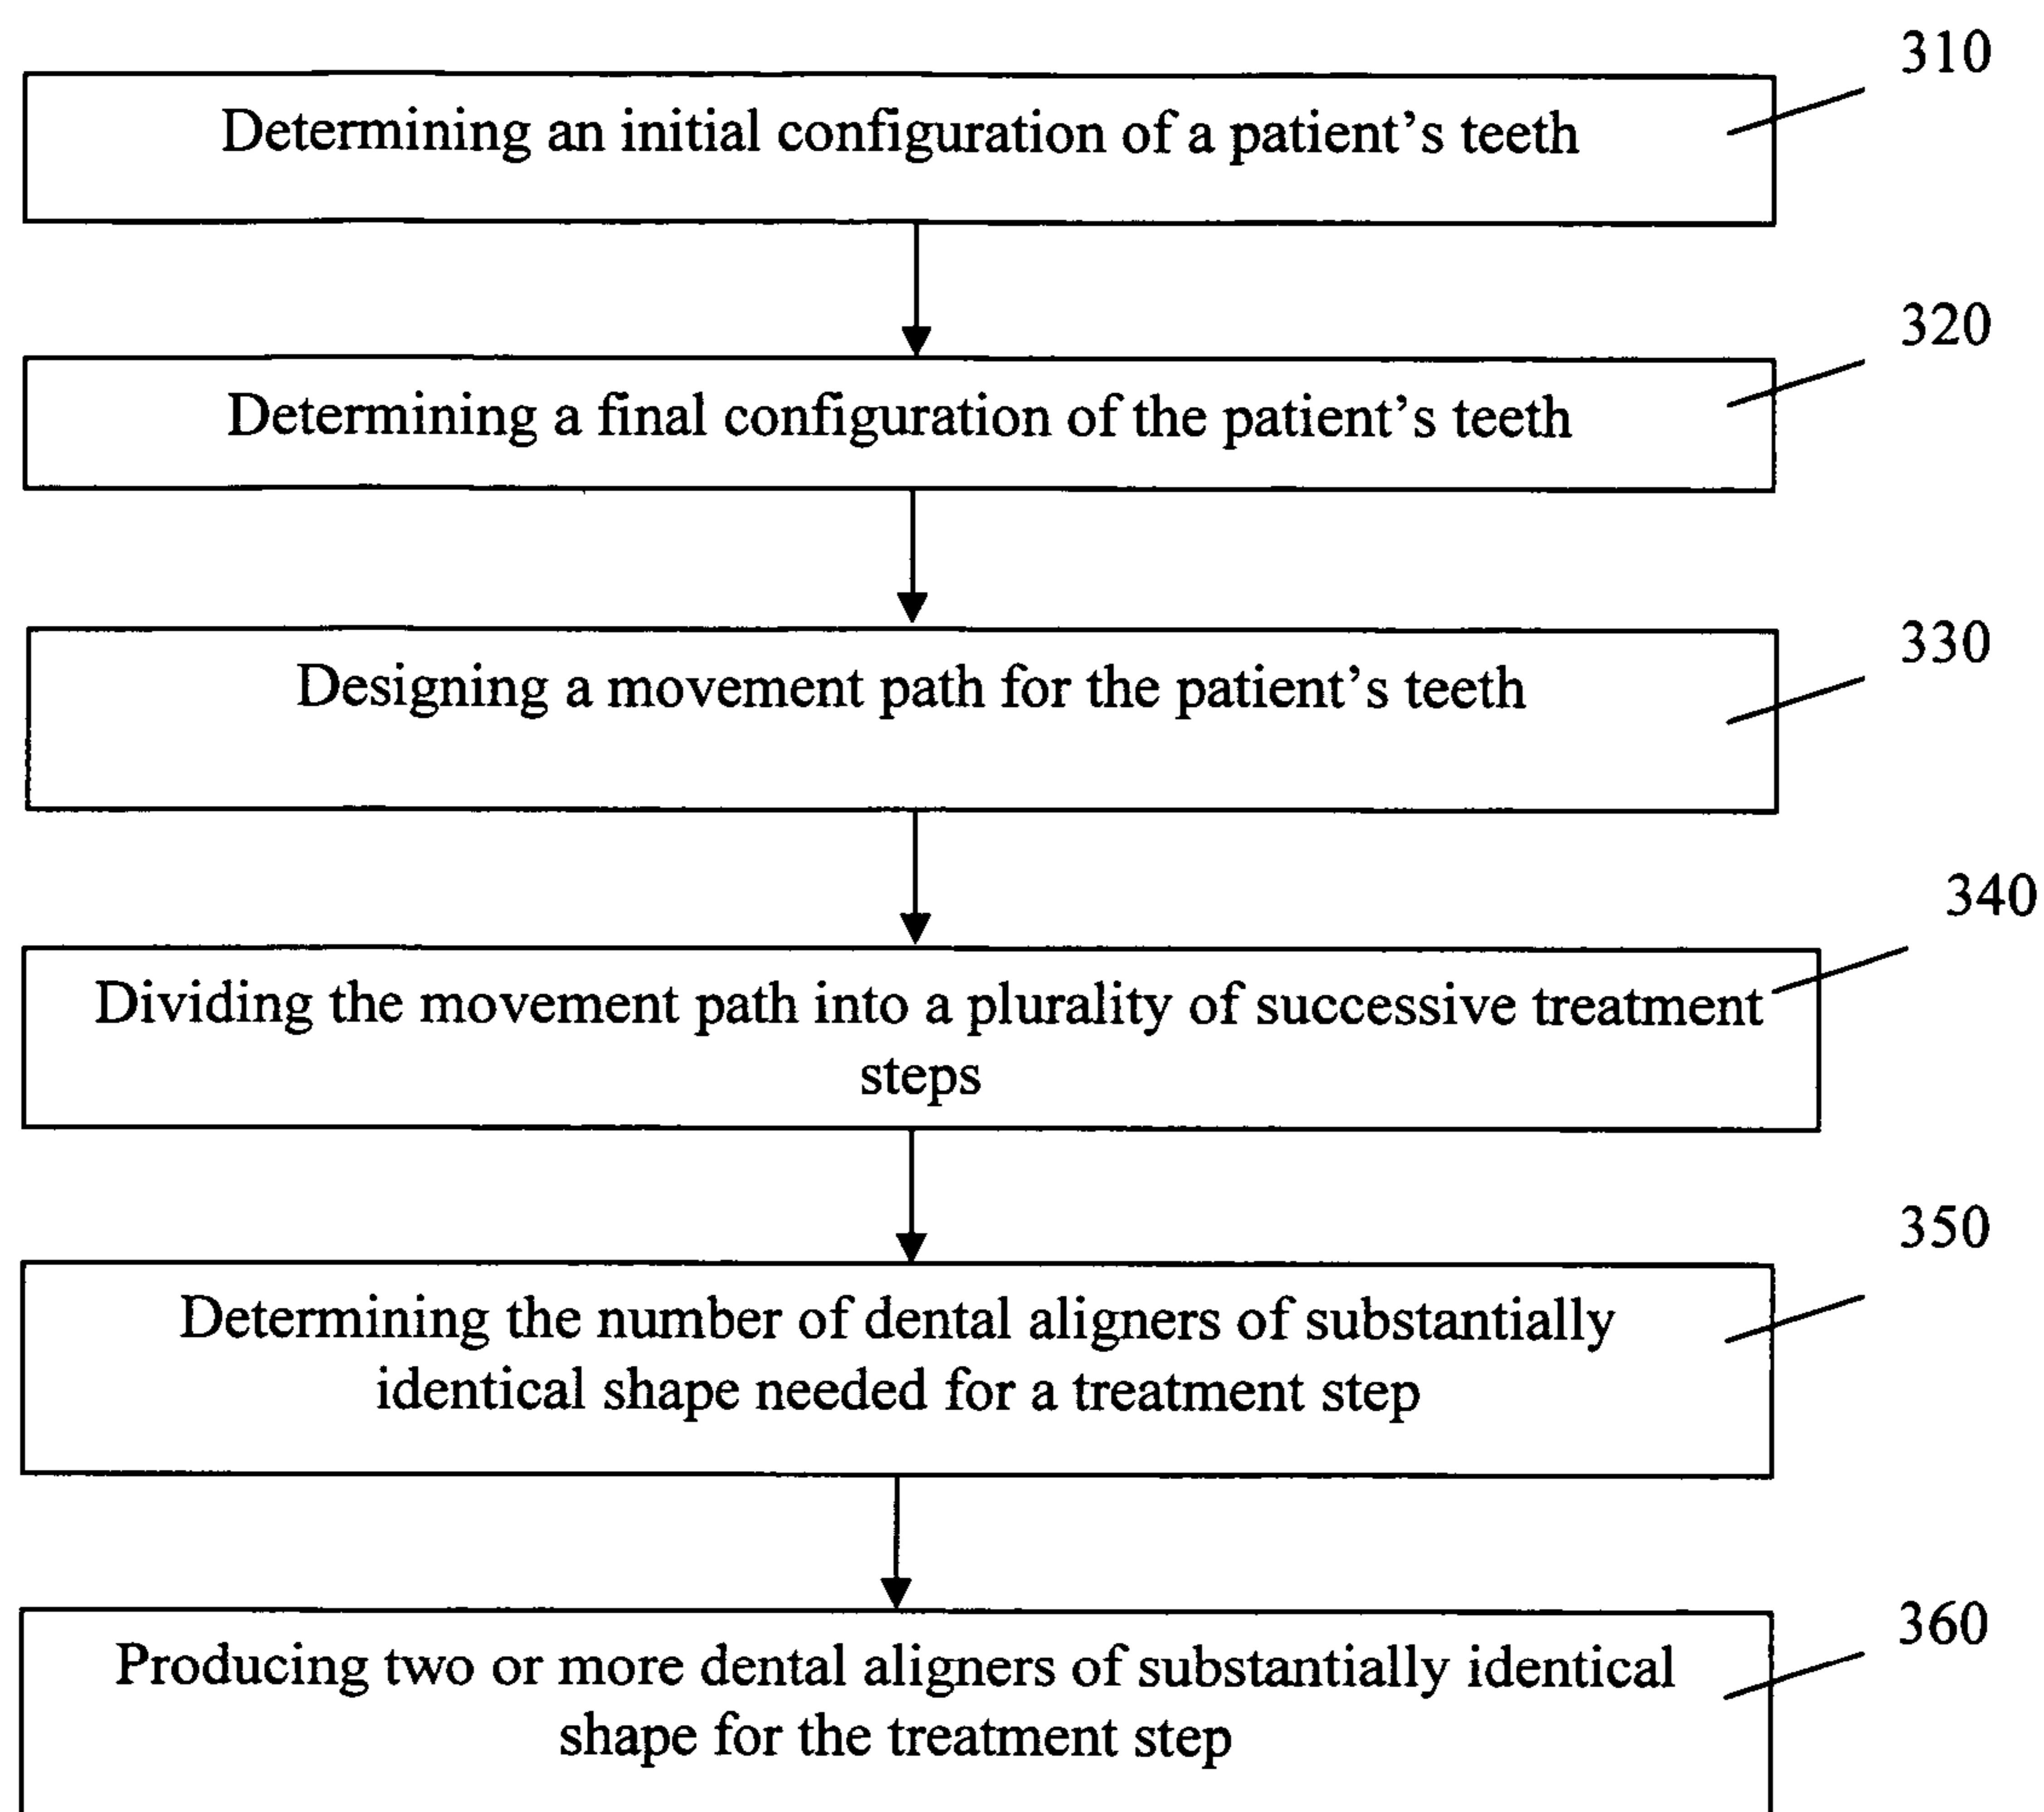 310
Determining an initial configuration of a patient's teeth
320
Determining a final configuration of the patient's teeth
330
Designing a movement path for the patient's teeth
340
Dividing the movement path into a plurality of successive treatment
steps
350
Determining the number of dental aligners of substantially
identical shape needed for a treatment step
360
Producing two or more dental aligners of substantially identical
shape for the treatment step